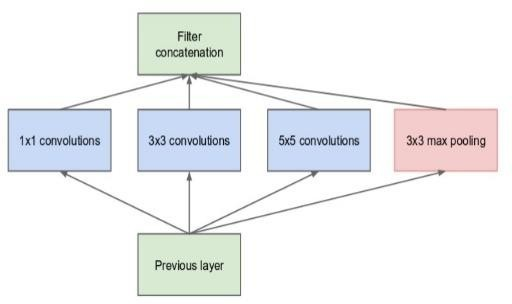 Filter
concatenation
1x1 convolutions
3x3 convolutions
5x5 convolutions
3x3 max pooling
Previous layer